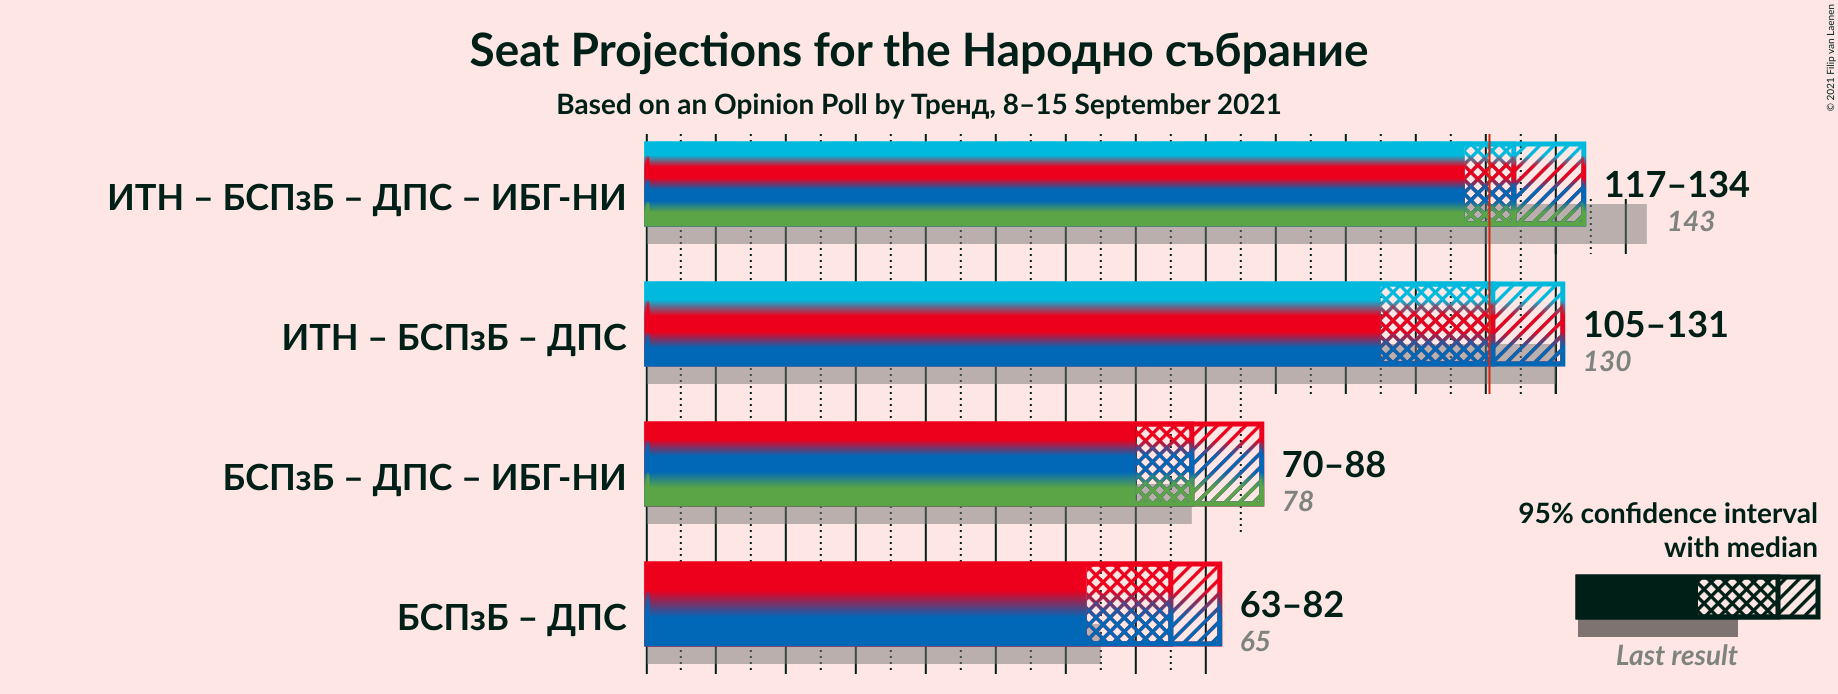 Seat Projections for the Народно събрание
Based on an Opinion Poll by Тренд, 8–15 September 2021
© 2021 Filip van Laenen
ИТН – БСПзБ – ДПС – ИБГ-НИ
117–134
143
ИТН – БСПзБ – ДПС
105–131
130
БСПзБ – ДПС – ИБГ-НИ
70–88
78
БСПзБ – ДПС
63–82
65
95% confidence interval
with median
Last result